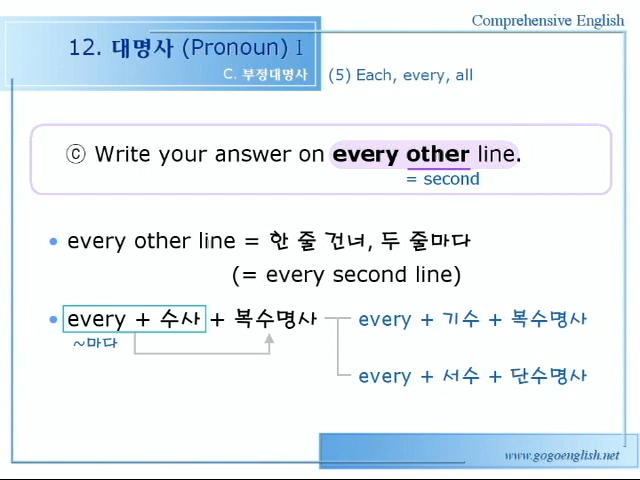 Comprehensive English
12. 대명사 (Pronoun) I
C. 부정대명사
(5) Each, every, all
ⓒ Write your answer on every other line.
= second
• every other line = 한 줄 건너, 두 줄마다
(= every second line)
• every + 수사 + 복수명사
every + 기수 + 복수명사
~마다
every + 서수 + 단수명사
www.gogoenglish.net